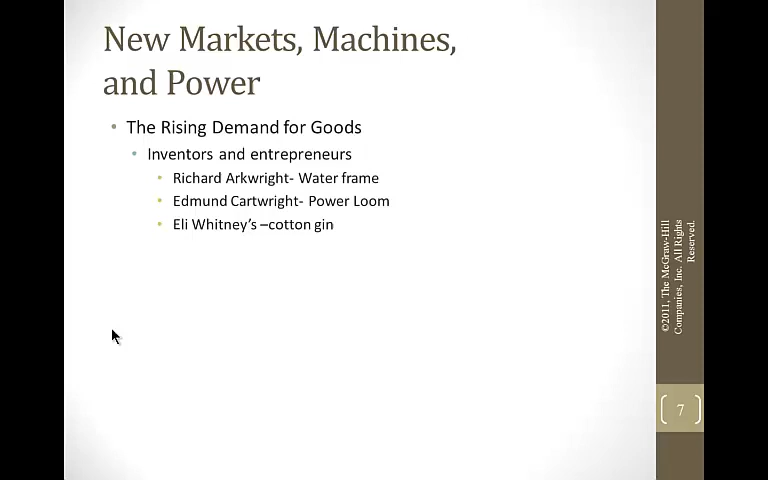 New Markets, Machines,
and Power
• The Rising Demand for Goods
• Inventors and entrepreneurs
• Richard Arkwright- Water frame
• Edmund Cartwright- Power Loom
• Eli Whitney’s –cotton gin
©2011, The McGraw-Hill
Companies, Inc. All Rights
Reserved.
7